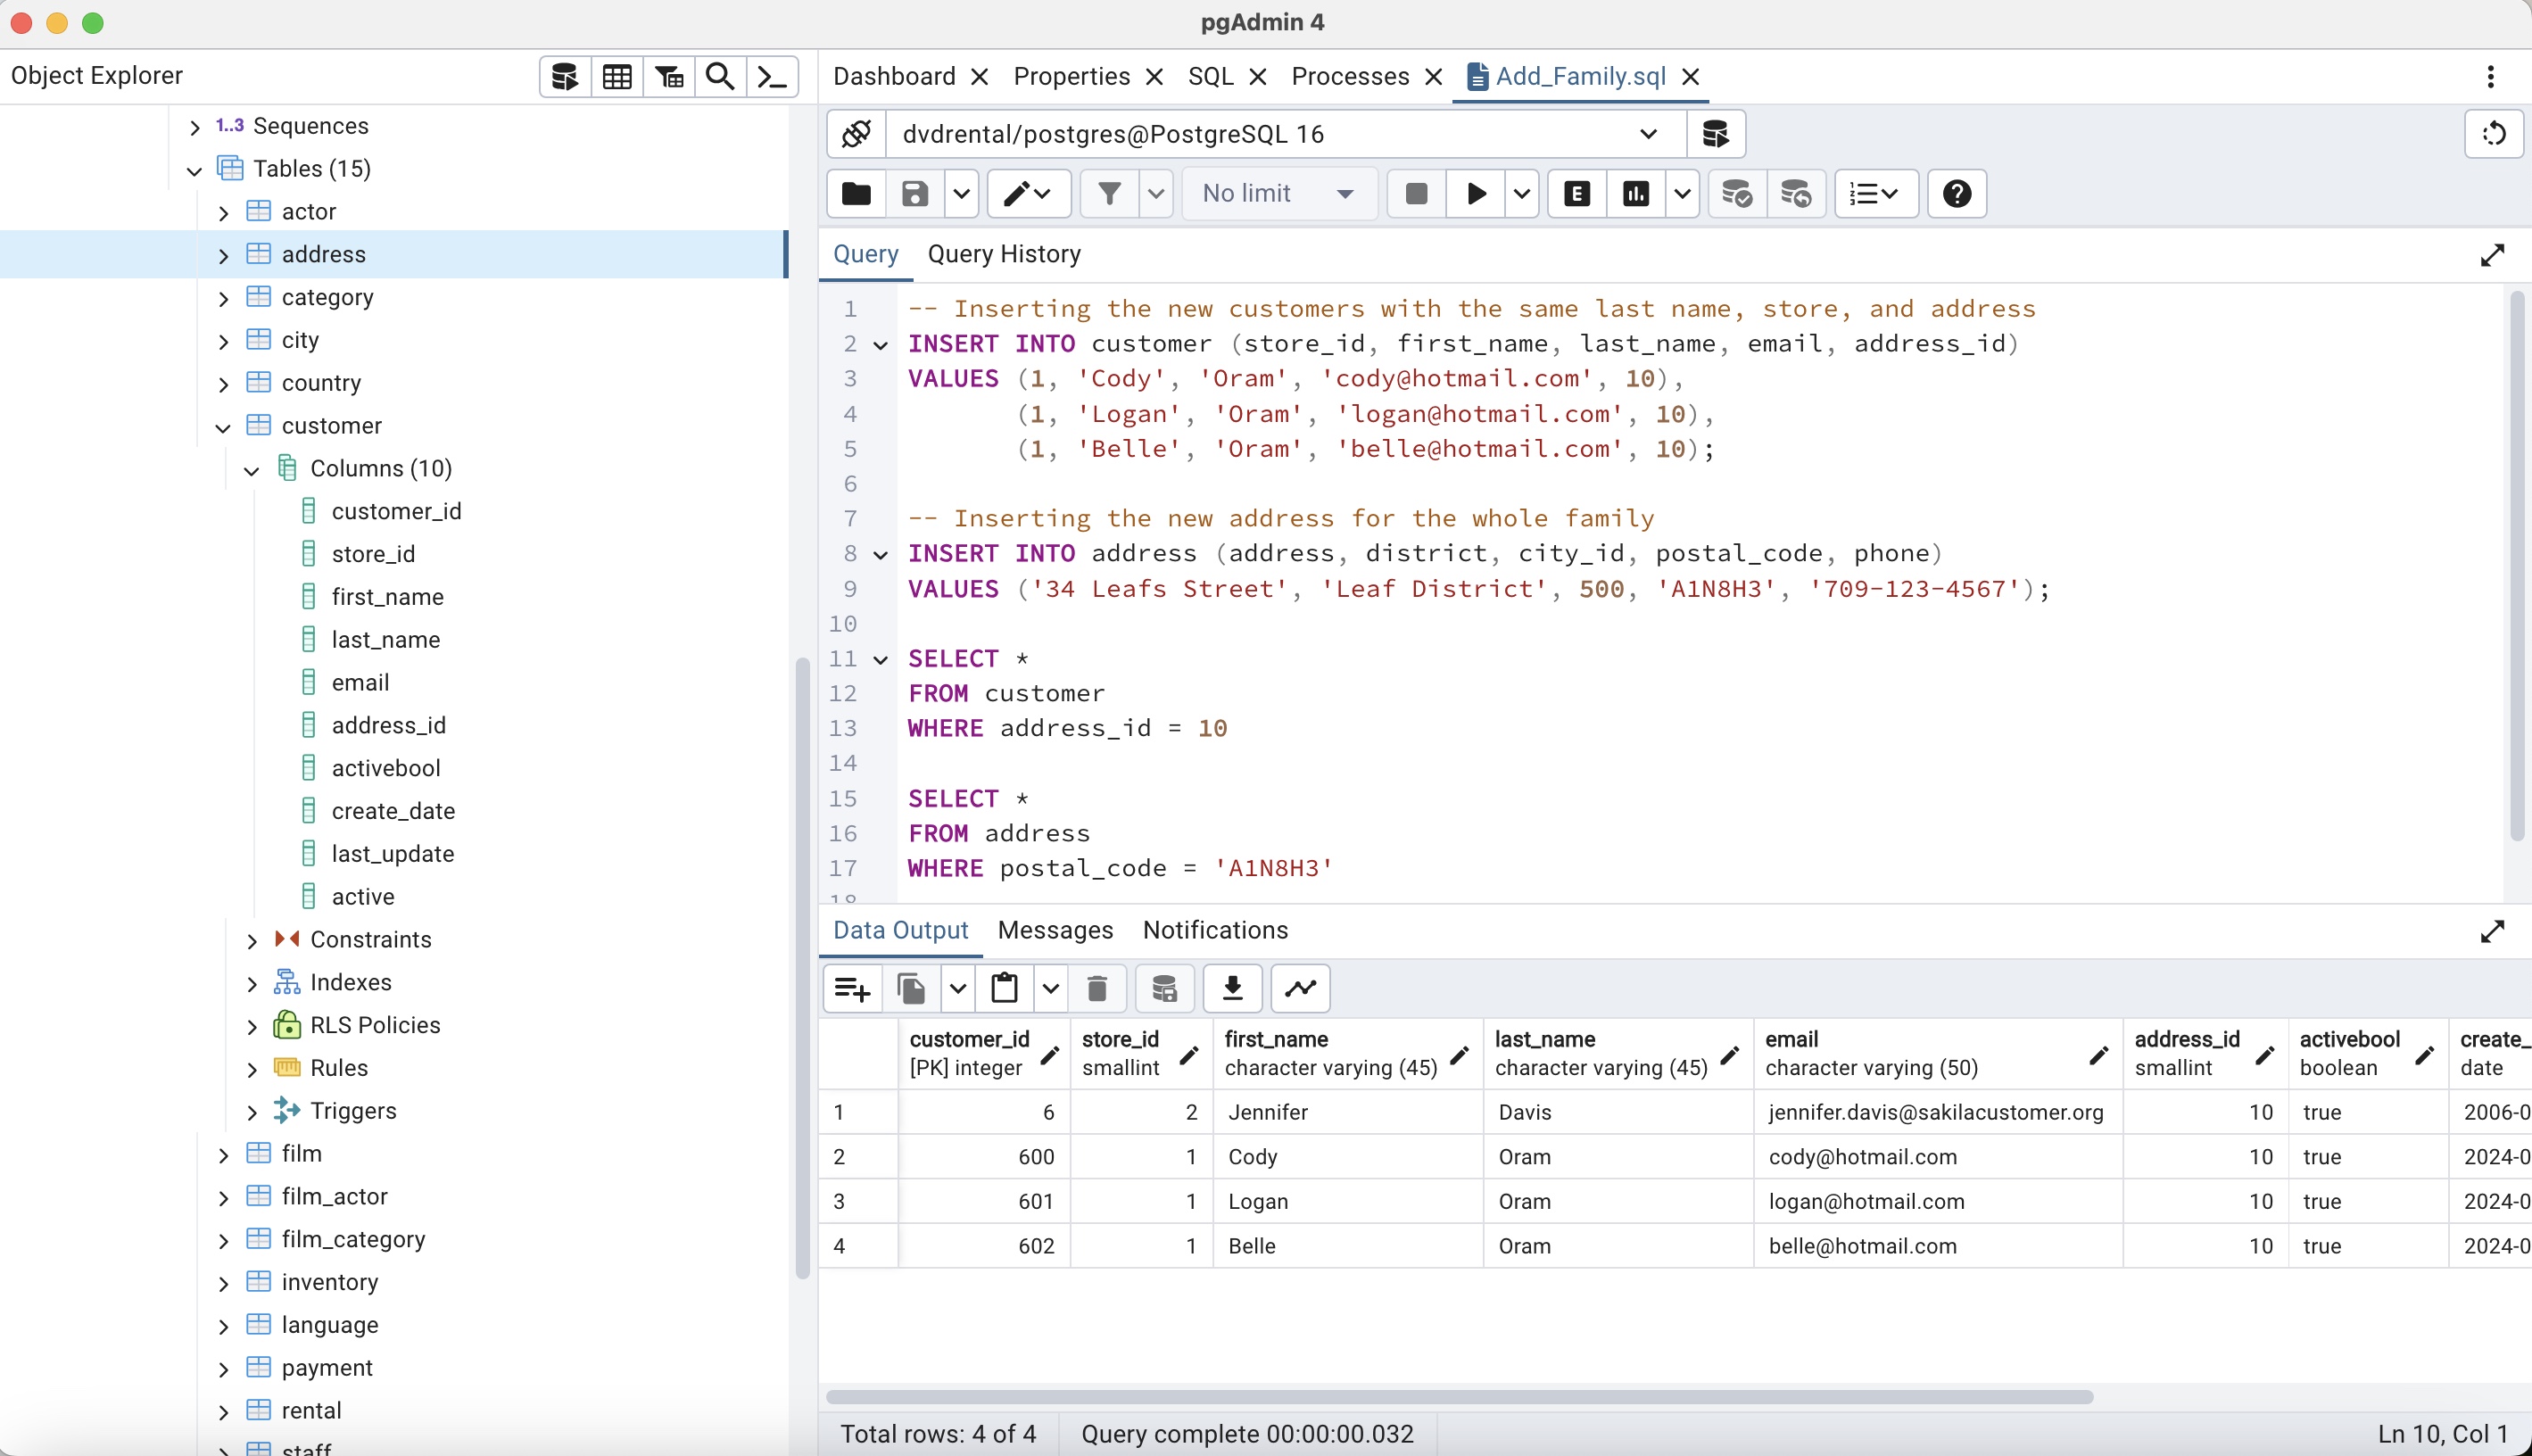 pgAdmin 4
Object Explorer
Dashboard
Properties
SQL
Processes
Add_Family.sql
1..3 Sequences
Tables (15)
actor
address
category
city
country
customer
Columns (10)
customer_id
store_id
first_name
last_name
email
address_id
activebool
create_date
last_update
active
Constraints
Indexes
RLS Policies
Rules
Triggers
film
film_actor
film_category
inventory
language
payment
rental
staff
dvdrental/postgres@PostgreSQL 16
No limit
E
Query Query History
1 -- Inserting the new customers with the same last name, store, and address
2 INSERT INTO customer (store_id, first_name, last_name, email, address_id)
3 VALUES (1, 'Cody', 'Oram', 'cody@hotmail.com', 10),
4 (1, 'Logan', 'Oram', 'logan@hotmail.com', 10),
5 (1, 'Belle', 'Oram', 'belle@hotmail.com', 10);
6
7 -- Inserting the new address for the whole family
8 INSERT INTO address (address, district, city_id, postal_code, phone)
9 VALUES ('34 Leafs Street', 'Leaf District', 500, 'A1N8H3', '709-123-4567');
10
11 SELECT *
12 FROM customer
13 WHERE address_id = 10
14
15 SELECT *
16 FROM address
17 WHERE postal_code = 'A1N8H3'
18
Data Output Messages Notifications
customer_id store_id first_name last_name email address_id activebool create_
[PK] integer smallint character varying (45) character varying (45) character varying (50) smallint boolean date
1 6 2 Jennifer Davis jennifer.davis@sakilacustomer.org 10 true 2006-0
2 600 1 Cody Oram cody@hotmail.com 10 true 2024-0
3 601 1 Logan Oram logan@hotmail.com 10 true 2024-0
4 602 1 Belle Oram belle@hotmail.com 10 true 2024-0
Total rows: 4 of 4 Query complete 00:00:00.032 Ln 10, Col 1